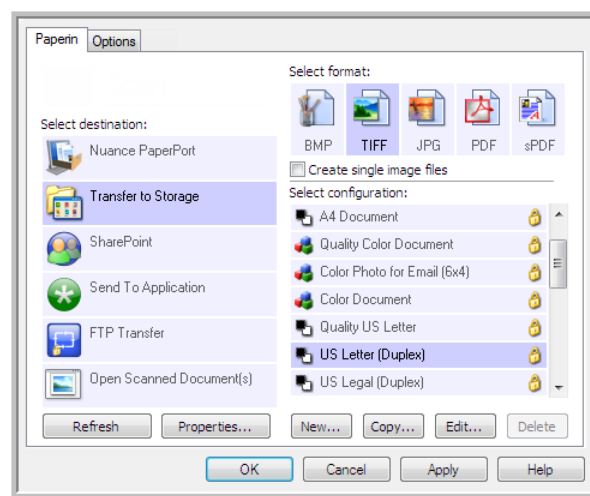 Paperin
Options
Select destination:
Nuance PaperPort
Transfer to Storage
SharePoint
Send To Application
FTP Transfer
Open Scanned Document(s)
Refresh
Properties...
Select format:
BMP
TIFF
JPG
PDF
sPDF
Create single image files
Select configuration:
A4 Document
Quality Color Document
Color Photo for Email (6x4)
Color Document
Quality US Letter
US Letter (Duplex)
US Legal (Duplex)
New...
Copy...
Edit...
Delete
OK
Cancel
Apply
Help